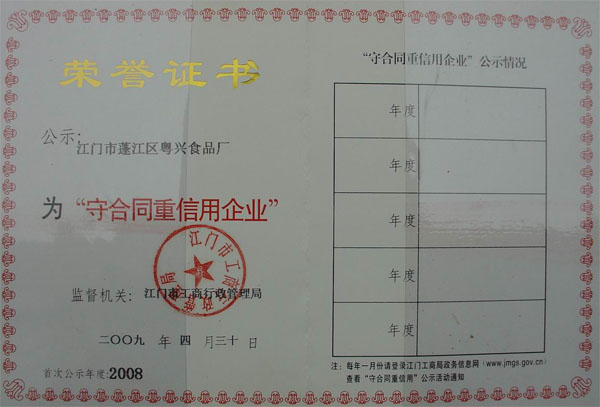 荣誉证书
公示:
江门市蓬江区粤兴食品厂
为“守合同重信用企业”
监督机关: 江门市工商行政管理局
二〇〇九 年 四 月 三十 日
首次公示年度:2008
“守合同重信用企业”公示情况
年度
年度
年度
年度
年度
注: 每年一月份请登录江门工商局政务信息网(www.jmgs.gov.cn)
查看“守合同重信用”公示活动通知